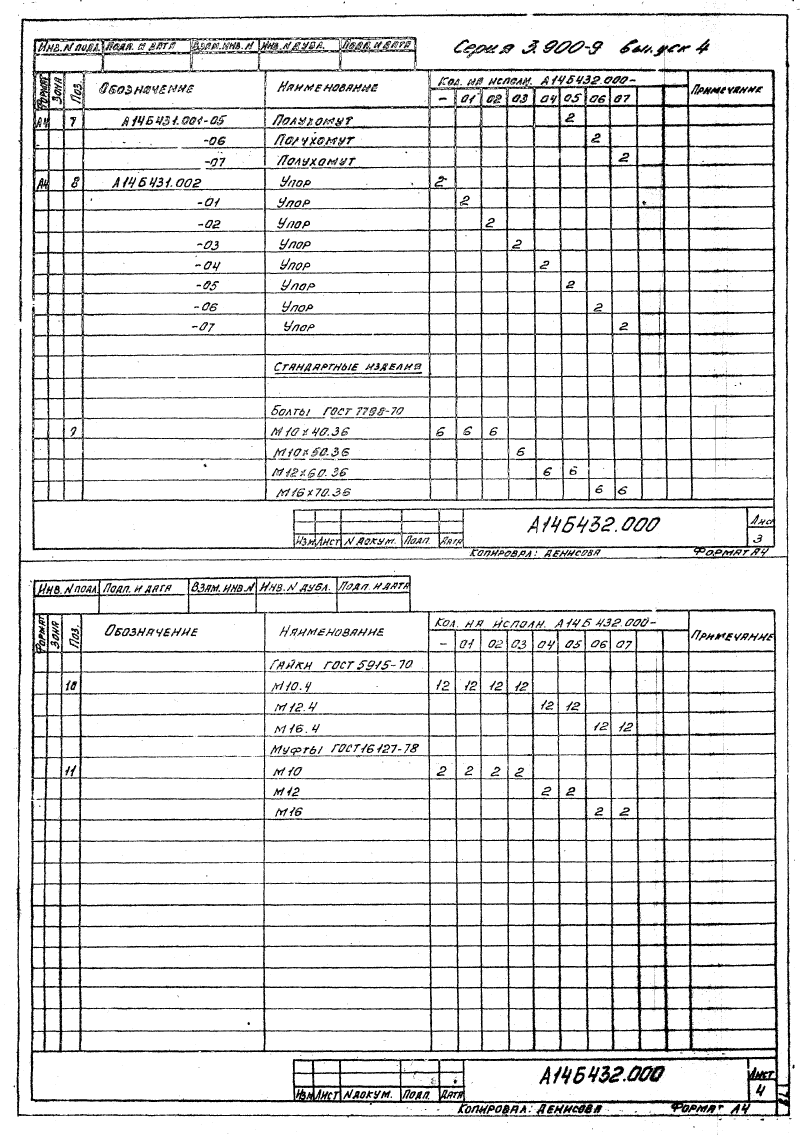 Серия 3.900-9 выпуск 4
Инв. N подл. Подп. и дата Взам. инв. N Инв. N дубл. Подп. и дата
Формат Зона Поз. Обозначение Наименование Кол. на исполн. А14Б432.000- Примечание
- 01 02 03 04 05 06 07
А4 7 А14Б431.001-05 Полухомут 2
-06 Полухомут 2
-07 Полухомут 2
А4 8 А14Б431.002 Упор 2
-01 Упор 2
-02 Упор 2
-03 Упор 2
-04 Упор 2
-05 Упор 2
-06 Упор 2
-07 Упор 2
Стандартные изделия
Болты ГОСТ 7798-70
М10×40.36 6 6 6
М10×50.36 6
М12×60.36 6 6
М16×70.36 6 6
А14Б432.000 Лист
Изм Лист N докум. Подп. Дата 3
Копировал: Денисова Формат А4
Инв. N подл. Подп. и дата Взам. инв. N Инв. N дубл. Подп. и дата
Формат Зона Поз. Обозначение Наименование Кол. на исполн. А14Б432.000- Примечание
- 01 02 03 04 05 06 07
Гайки ГОСТ 5915-70
10 М10.4 12 12 12 12
М12.4 12 12
М16.4 12 12
Муфты ГОСТ 16127-78
11 М10 2 2 2 2
М12 2 2
М16 2 2
А14Б432.000 Лист
Изм Лист N докум. Подп. Дата 4
Копировал: Денисова Формат А4